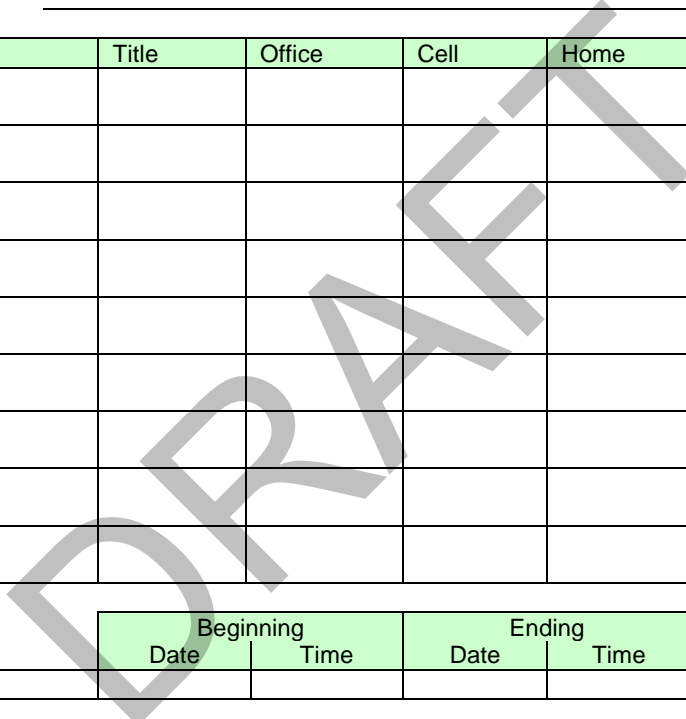 Title Office Cell Home
DRAFT
Beginning Ending
Date Time Date Time